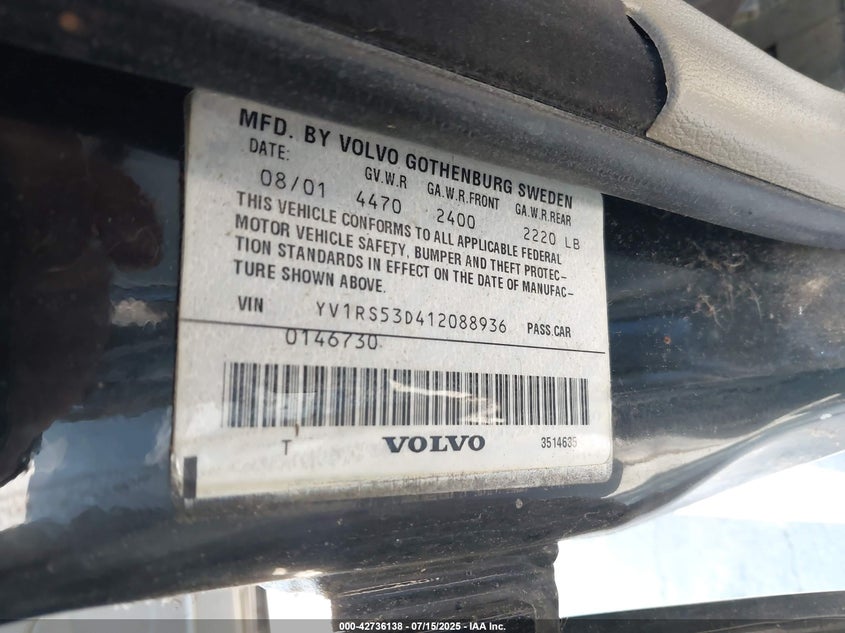 MFD. BY VOLVO GOTHENBURG SWEDEN
DATE: GV.W.R GA.W.R.FRONT GA.W.R.REAR
08/01 4470 2400 2220 LB
THIS VEHICLE CONFORMS TO ALL APPLICABLE FEDERAL
MOTOR VEHICLE SAFETY, BUMPER AND THEFT PROTEC-
TION STANDARDS IN EFFECT ON THE DATE OF MANUFAC-
TURE SHOWN ABOVE.
VIN YV1RS53D412088936 PASS.CAR
0146730
T VOLVO 3514635
000-42736138 - 07/15/2025 - IAA Inc.